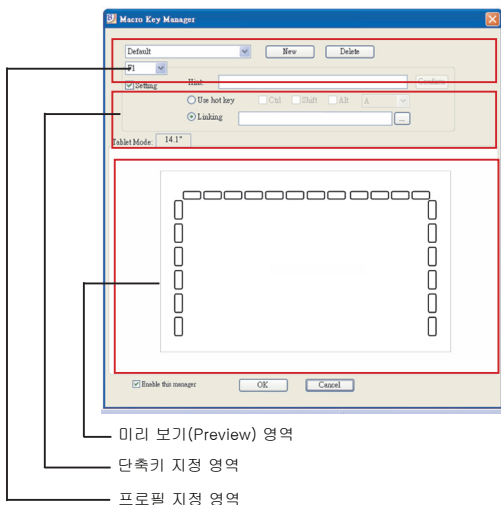 Macro Key Manager
Default New Delete
F1
Setting Hint: Confirm
Use hot key Ctrl Shift Alt A
Linking ...
Tablet Mode: 14.1"
Enable this manager OK Cancel
미리 보기(Preview) 영역
단축키 지정 영역
프로필 지정 영역